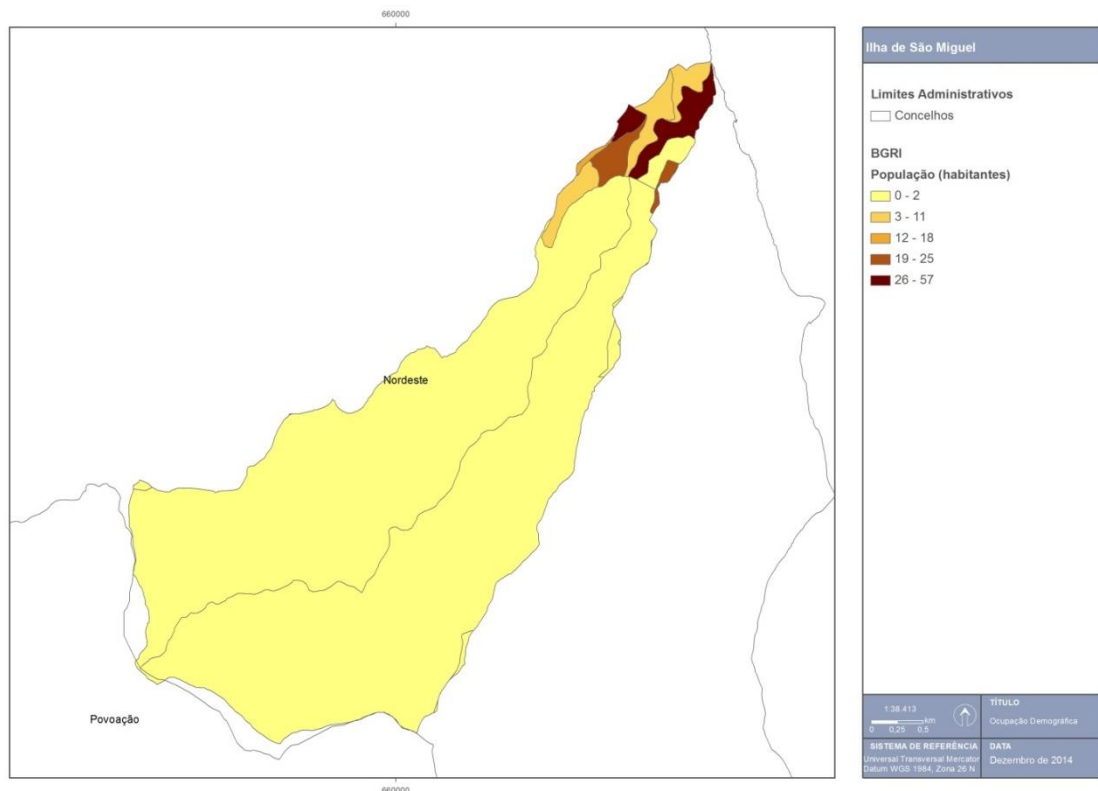 660000
Ilha de São Miguel
Limites Administrativos
Concelhos
BGRI
População (habitantes)
0 - 2
3 - 11
12 - 18
19 - 25
26 - 57
Nordeste
Povoação
1:38.413
km
0 0,25 0,5
TÍTULO
Ocupação Demográfica
SISTEMA DE REFERÊNCIA
Universal Transversal Mercator
Datum WGS 1984, Zona 26 N
DATA
Dezembro de 2014
660000